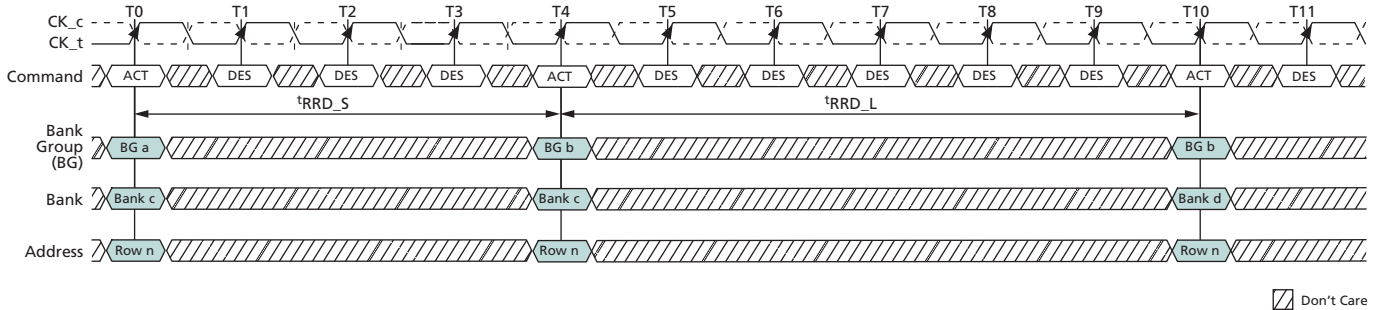 T0 T1 T2 T3 T4 T5 T6 T7 T8 T9 T10 T11
CK_c
CK_t
Command ACT DES DES DES ACT DES DES DES DES DES ACT DES
tRRD_S tRRD_L
Bank
Group
(BG)
BG a BG b BG b
Bank Bank c Bank c Bank d
Address Row n Row n Row n
Don't Care